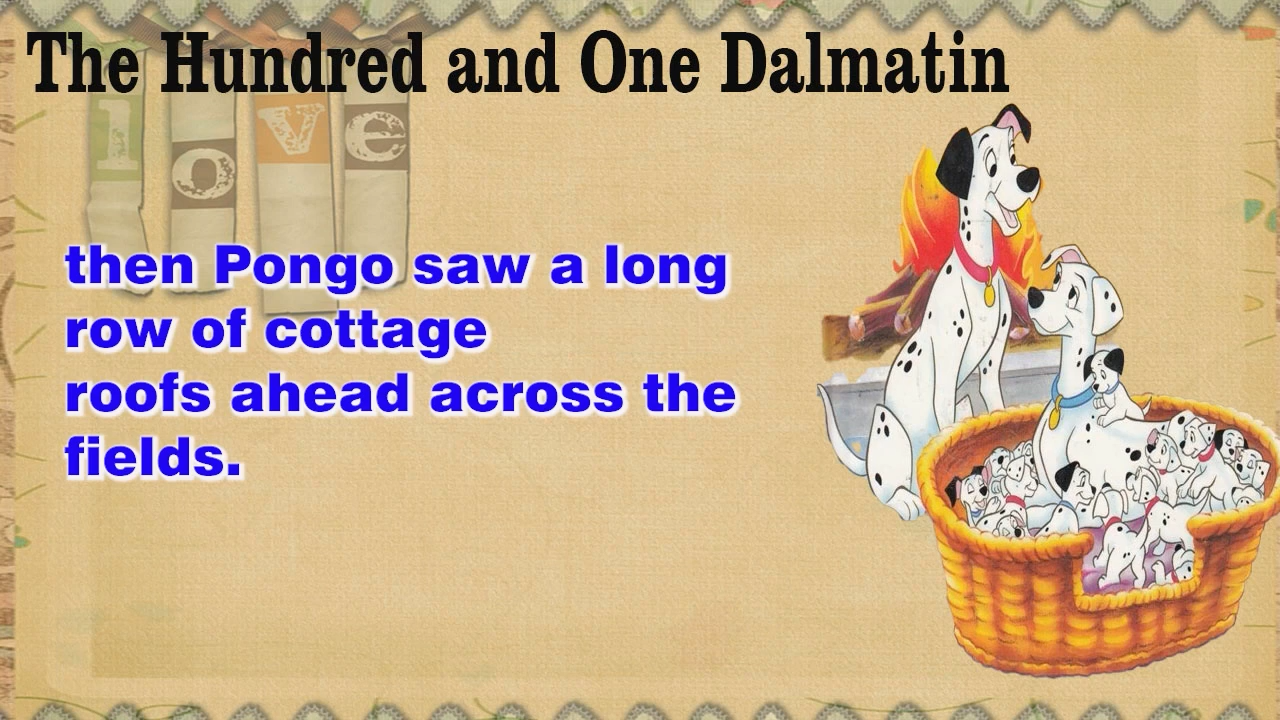 The Hundred and One Dalmatin
love
then Pongo saw a long
row of cottage
roofs ahead across the
fields.